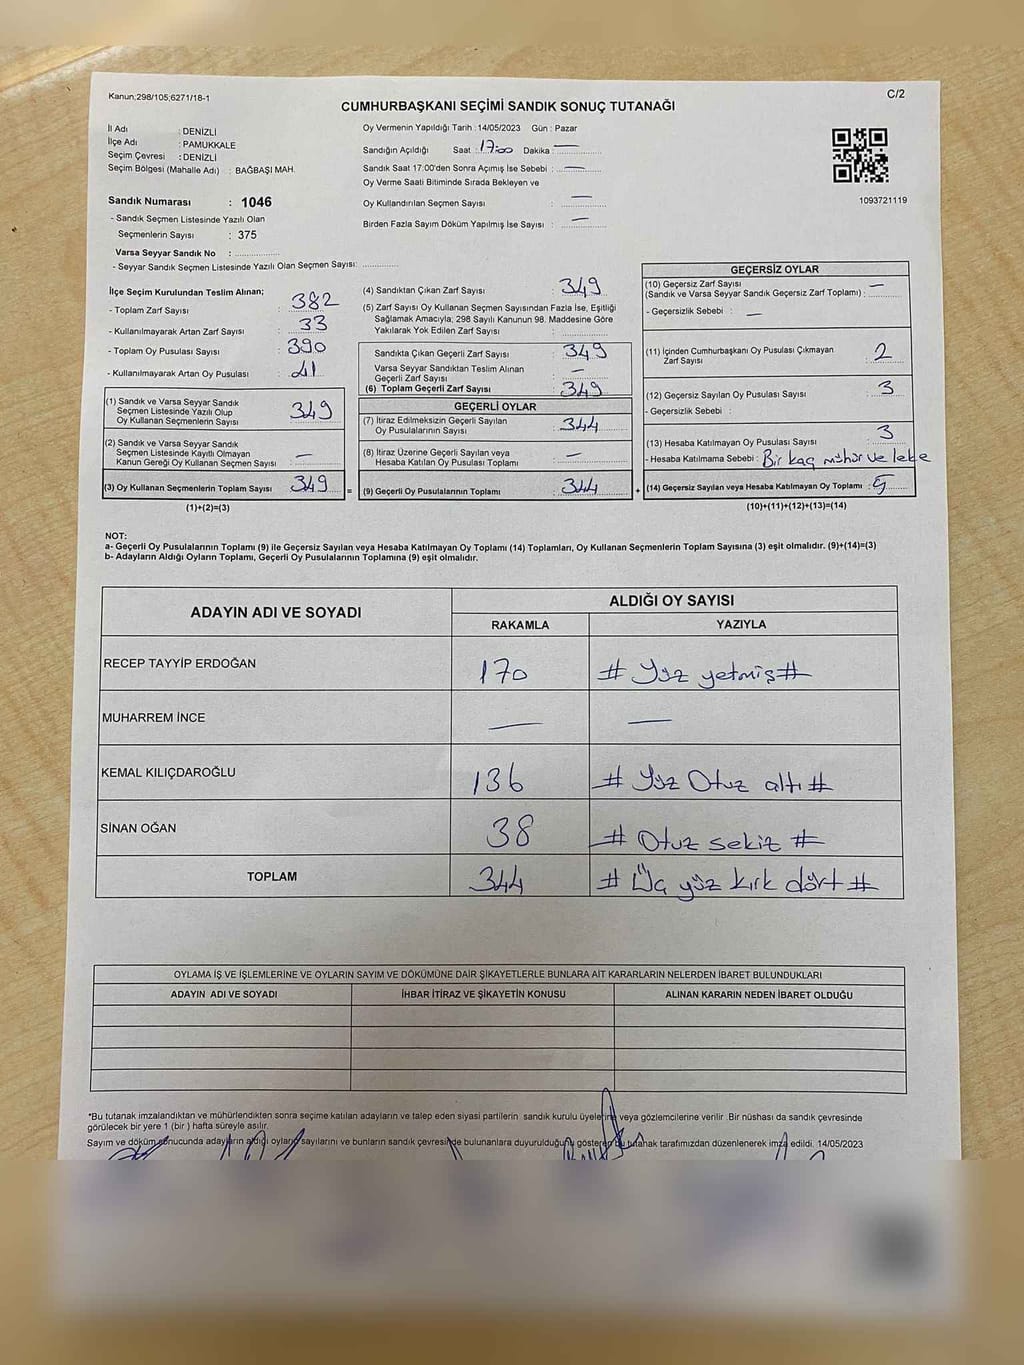 Kanun;298/105;6271/18-1
C/2
CUMHURBAŞKANI SEÇİMİ SANDIK SONUÇ TUTANAĞI
İl Adı : DENİZLİ
İlçe Adı : PAMUKKALE
Seçim Çevresi : DENİZLİ
Seçim Bölgesi (Mahalle Adı) : BAĞBAŞI MAH.
Sandık Numarası : 1046
- Sandık Seçmen Listesinde Yazılı Olan
Seçmenlerin Sayısı : 375
Varsa Seyyar Sandık No :
- Seyyar Sandık Seçmen Listesinde Yazılı Olan Seçmen Sayısı:
Oy Vermenin Yapıldığı Tarih : 14/05/2023 Gün : Pazar
Sandığın Açıldığı Saat : 17:00 Dakika : —
Sandık Saat 17:00'den Sonra Açımış İse Sebebi : —
Oy Verme Saati Bitiminde Sırada Bekleyen ve
Oy Kullandırılan Seçmen Sayısı : —
Birden Fazla Sayım Döküm Yapılmış İse Sayısı : —
1093721119
İlçe Seçim Kurulundan Teslim Alınan;
- Toplam Zarf Sayısı : 382
- Kullanılmayarak Artan Zarf Sayısı : 33
- Toplam Oy Pusulası Sayısı : 390
- Kullanılmayarak Artan Oy Pusulası : 41
(1) Sandık ve Varsa Seyyar Sandık
Seçmen Listesinde Yazılı Olup
Oy Kullanan Seçmenlerin Sayısı : 349
(2) Sandık ve Varsa Seyyar Sandık
Seçmen Listesinde Kayıtlı Olmayan
Kanun Gereği Oy Kullanan Seçmen Sayısı : —
(3) Oy Kullanan Seçmenlerin Toplam Sayısı : 349 =
(1)+(2)=(3)
(4) Sandıktan Çıkan Zarf Sayısı : 349
(5) Zarf Sayısı Oy Kullanan Seçmen Sayısından Fazla İse, Eşitliği
Sağlamak Amacıyla; 298 Sayılı Kanunun 98. Maddesine Göre
Yakılarak Yok Edilen Zarf Sayısı :
Sandıkta Çıkan Geçerli Zarf Sayısı : 349
Varsa Seyyar Sandıktan Teslim Alınan
Geçerli Zarf Sayısı : —
(6) Toplam Geçerli Zarf Sayısı : 349
GEÇERLİ OYLAR
(7) İtiraz Edilmeksizin Geçerli Sayılan
Oy Pusulalarının Sayısı : 344
(8) İtiraz Üzerine Geçerli Sayılan veya
Hesaba Katılan Oy Pusulası Toplamı : —
(9) Geçerli Oy Pusulalarının Toplamı : 344 +
GEÇERSİZ OYLAR
(10) Geçersiz Zarf Sayısı —
(Sandık ve Varsa Seyyar Sandık Geçersiz Zarf Toplamı) :
- Geçersizlik Sebebi : —
(11) İçinden Cumhurbaşkanı Oy Pusulası Çıkmayan
Zarf Sayısı : 2
(12) Geçersiz Sayılan Oy Pusulası Sayısı : 3
- Geçersizlik Sebebi :
(13) Hesaba Katılmayan Oy Pusulası Sayısı : 3
- Hesaba Katılmama Sebebi : Bir kaç mühür ve leke
(14) Geçersiz Sayılan veya Hesaba Katılmayan Oy Toplamı : 5
(10)+(11)+(12)+(13)=(14)
NOT:
a- Geçerli Oy Pusulalarının Toplamı (9) ile Geçersiz Sayılan veya Hesaba Katılmayan Oy Toplamı (14) Toplamları, Oy Kullanan Seçmenlerin Toplam Sayısına (3) eşit olmalıdır. (9)+(14)=(3)
b- Adayların Aldığı Oyların Toplamı, Geçerli Oy Pusulalarının Toplamına (9) eşit olmalıdır.
ADAYIN ADI VE SOYADI
ALDIĞI OY SAYISI
RAKAMLA YAZIYLA
RECEP TAYYİP ERDOĞAN 170 # Yüz yetmiş #
MUHARREM İNCE — —
KEMAL KILIÇDAROĞLU 136 # Yüz Otuz altı #
SİNAN OĞAN 38 # Otuz sekiz #
TOPLAM 344 # Üç yüz kırk dört #
OYLAMA İŞ VE İŞLEMLERİNE VE OYLARIN SAYIM VE DÖKÜMÜNE DAİR ŞİKAYETLERLE BUNLARA AİT KARARLARIN NELERDEN İBARET BULUNDUKLARI
ADAYIN ADI VE SOYADI İHBAR İTİRAZ VE ŞİKAYETİN KONUSU ALINAN KARARIN NEDEN İBARET OLDUĞU
*Bu tutanak imzalandıktan ve mühürlendikten sonra seçime katılan adayların ve talep eden siyasi partilerin sandık kurulu üyelerine veya gözlemcilerine verilir .Bir nüshası da sandık çevresinde
görülecek bir yere 1 (bir ) hafta süreyle asılır.
Sayım ve döküm sonucunda adayların aldığı oyların sayılarını ve bunların sandık çevresinde bulunanlara duyurulduğunu gösteren bu tutanak tarafımızdan düzenlenerek imza edildi. 14/05/2023